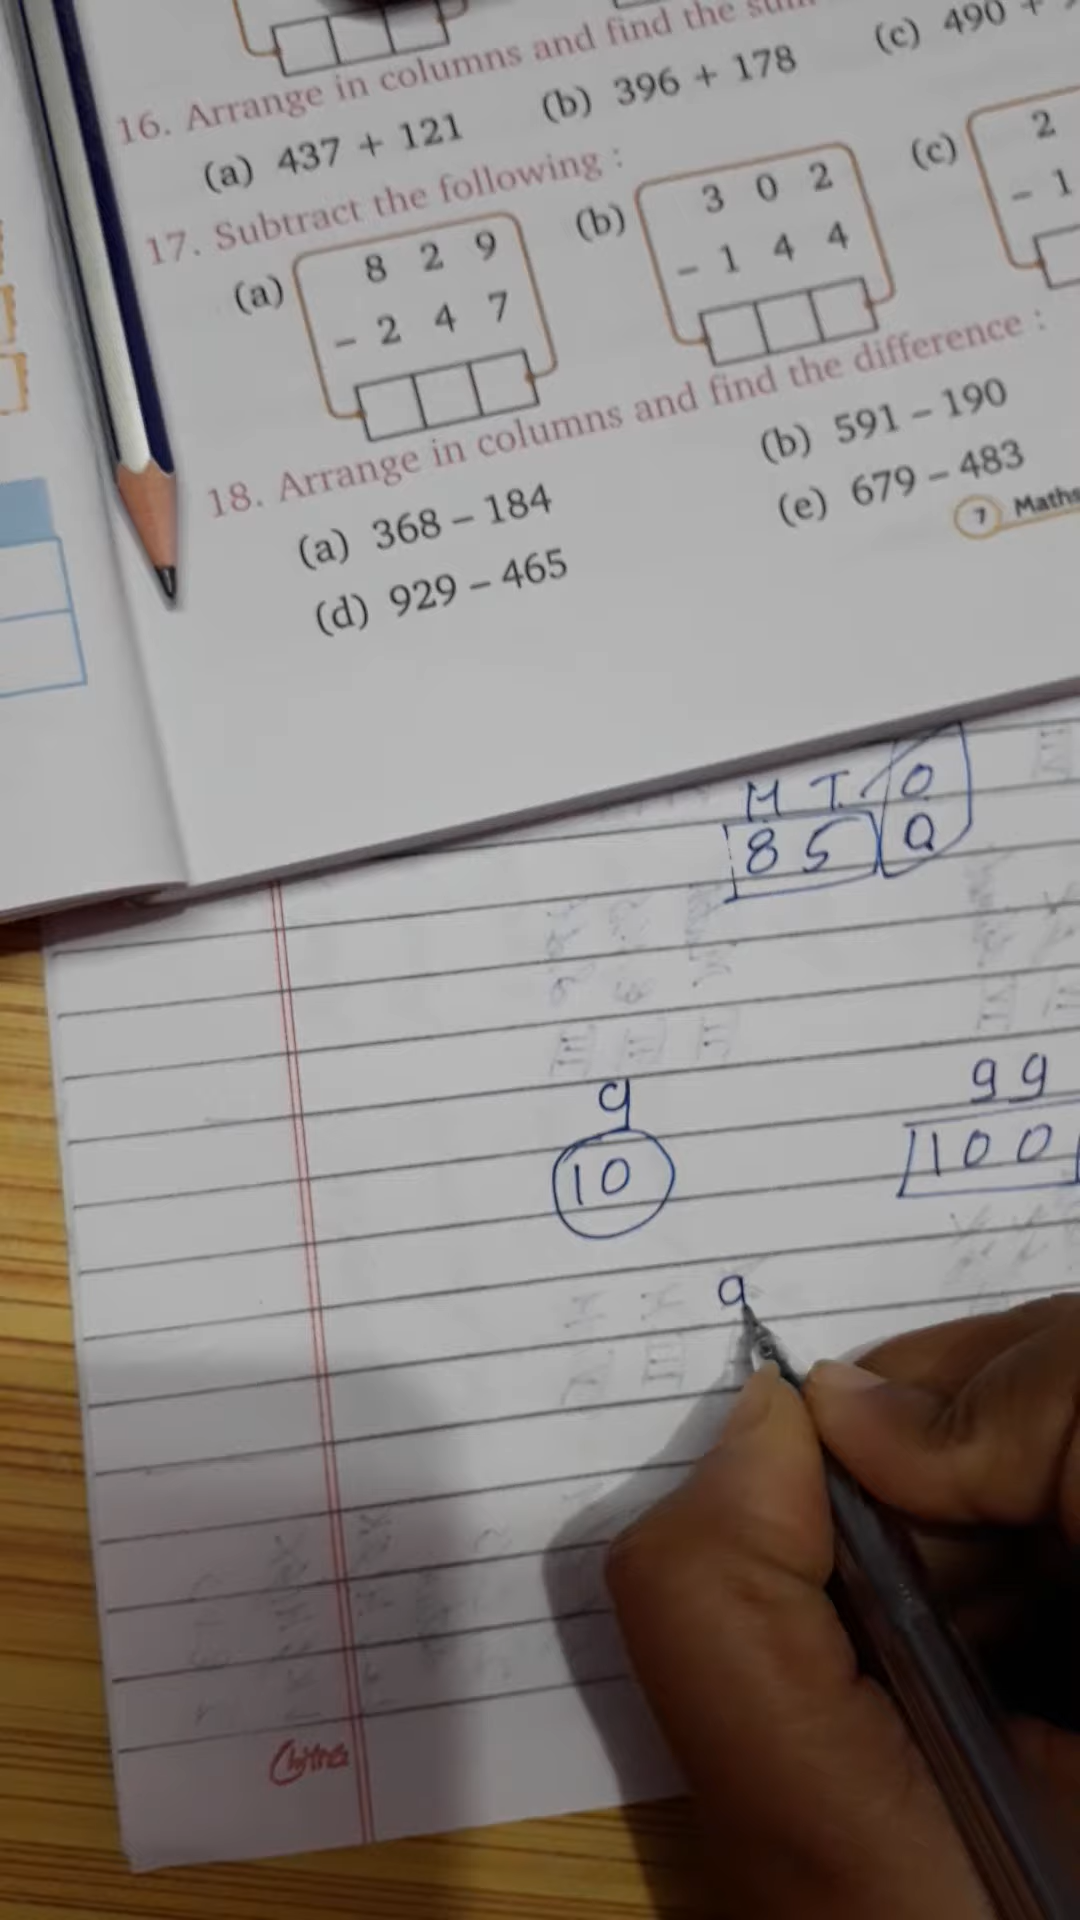 16. Arrange in columns and find the
(a) 437 + 121 (b) 396 + 178 (c) 490 +
17. Subtract the following :
(a) 8 2 9 (b) 3 0 2 (c) 2
- 2 4 7 - 1 4 4 - 1
18. Arrange in columns and find the difference :
(a) 368 – 184 (b) 591 – 190
(d) 929 – 465 (e) 679 – 483
7 Maths
H T O
8 5 0
9 9 9
10 100
9